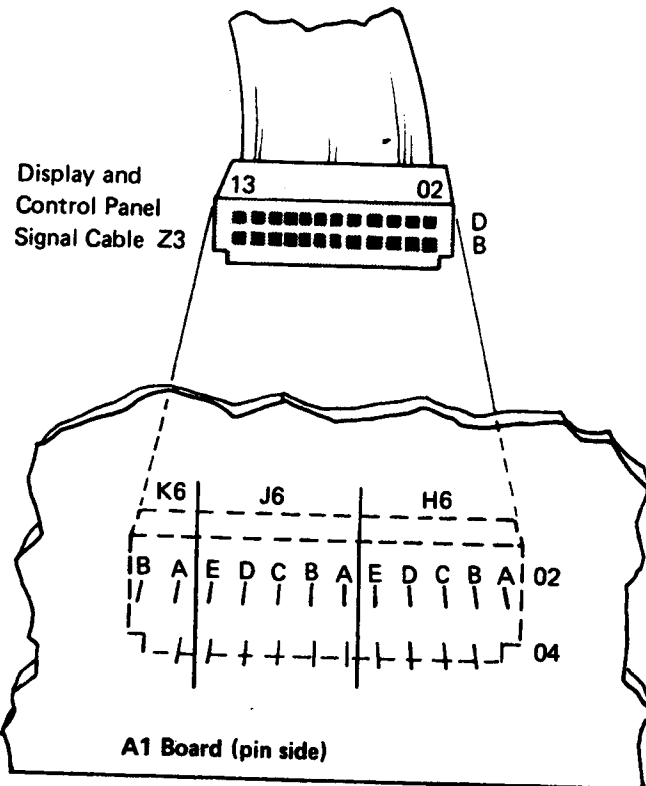 Display and
Control Panel
Signal Cable Z3
13 02
D
B
K6 J6 H6
B A E D C B A E D C B A 02
04
A1 Board (pin side)